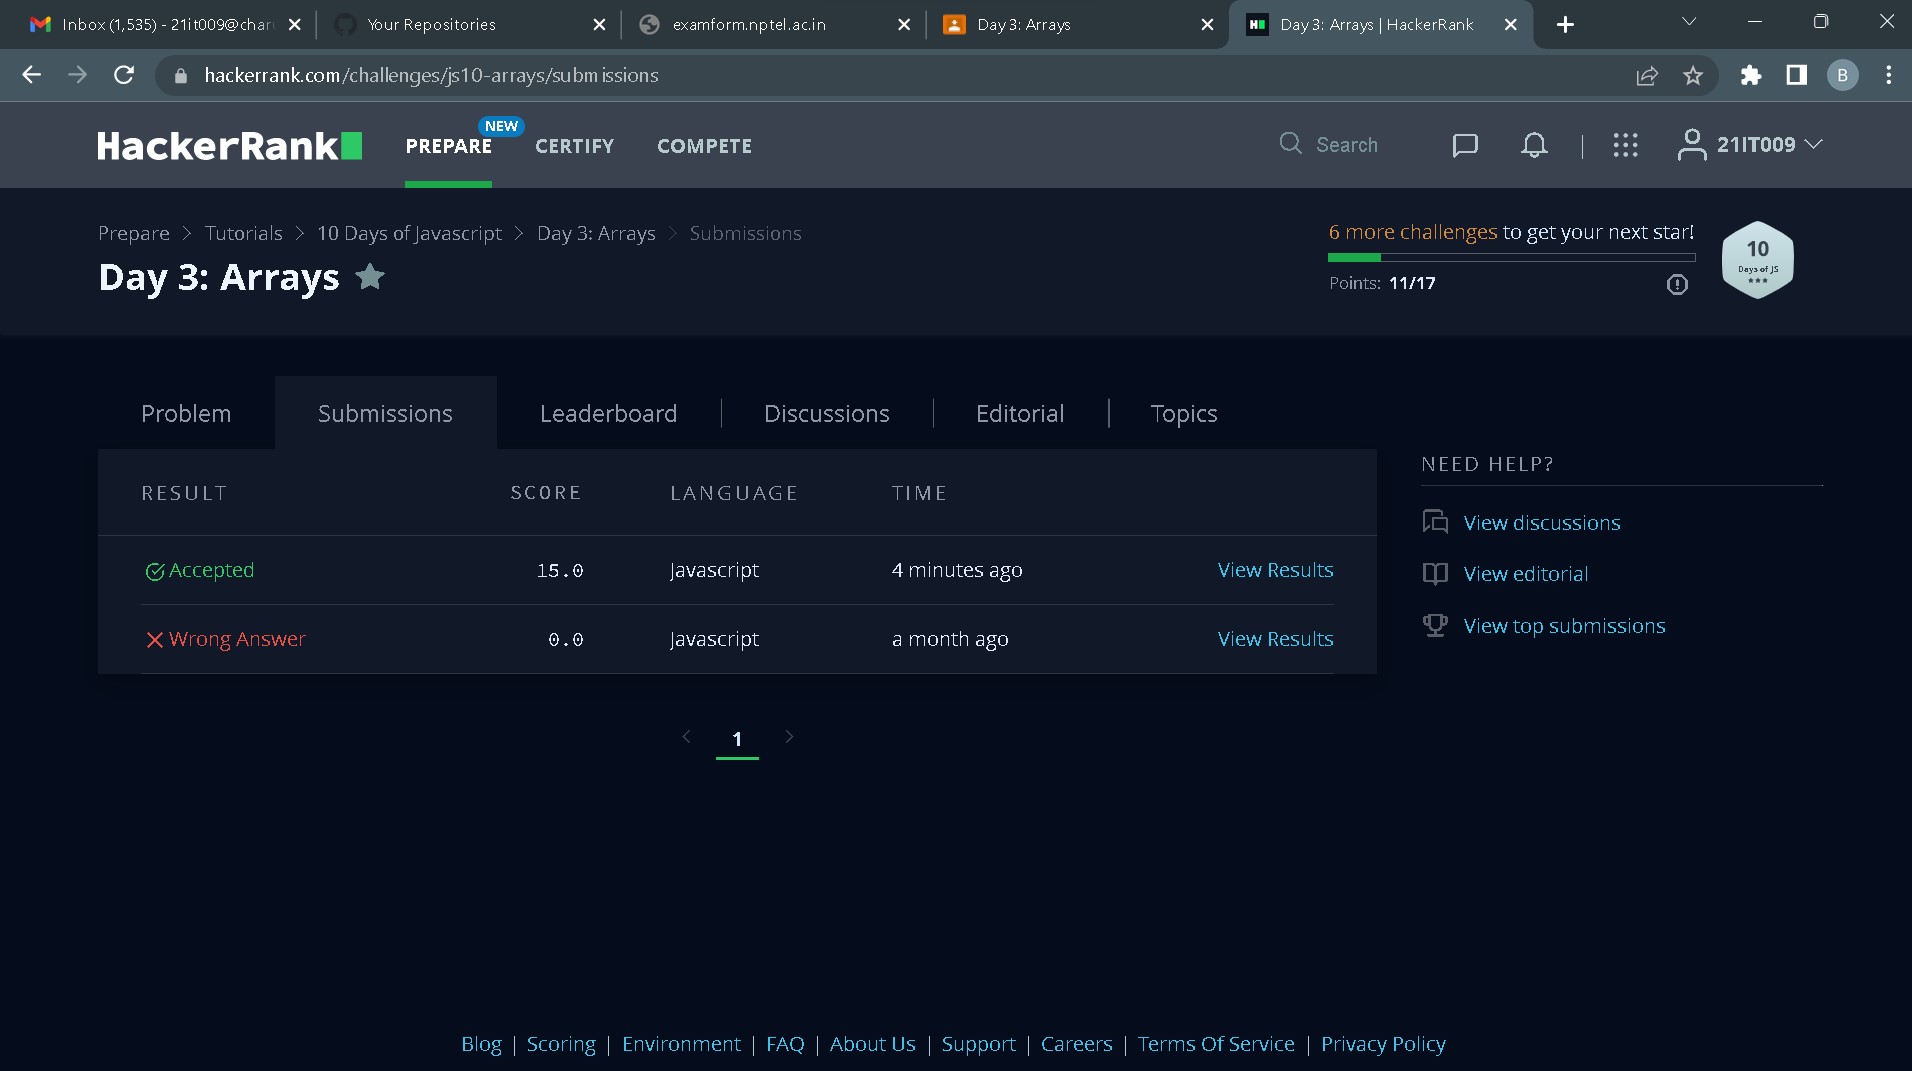 Inbox (1,535) - 21it009@char
Your Repositories
examform.nptel.ac.in
Day 3: Arrays
Day 3: Arrays | HackerRank
hackerrank.com/challenges/js10-arrays/submissions
B
HackerRank
PREPARE
NEW
CERTIFY
COMPETE
Search
21IT009
Prepare > Tutorials > 10 Days of Javascript > Day 3: Arrays > Submissions
Day 3: Arrays
6 more challenges to get your next star!
Points: 11/17
10
Days of JS
Problem
Submissions
Leaderboard
Discussions
Editorial
Topics
RESULT SCORE LANGUAGE TIME
Accepted 15.0 Javascript 4 minutes ago View Results
Wrong Answer 0.0 Javascript a month ago View Results
1
NEED HELP?
View discussions
View editorial
View top submissions
Blog | Scoring | Environment | FAQ | About Us | Support | Careers | Terms Of Service | Privacy Policy